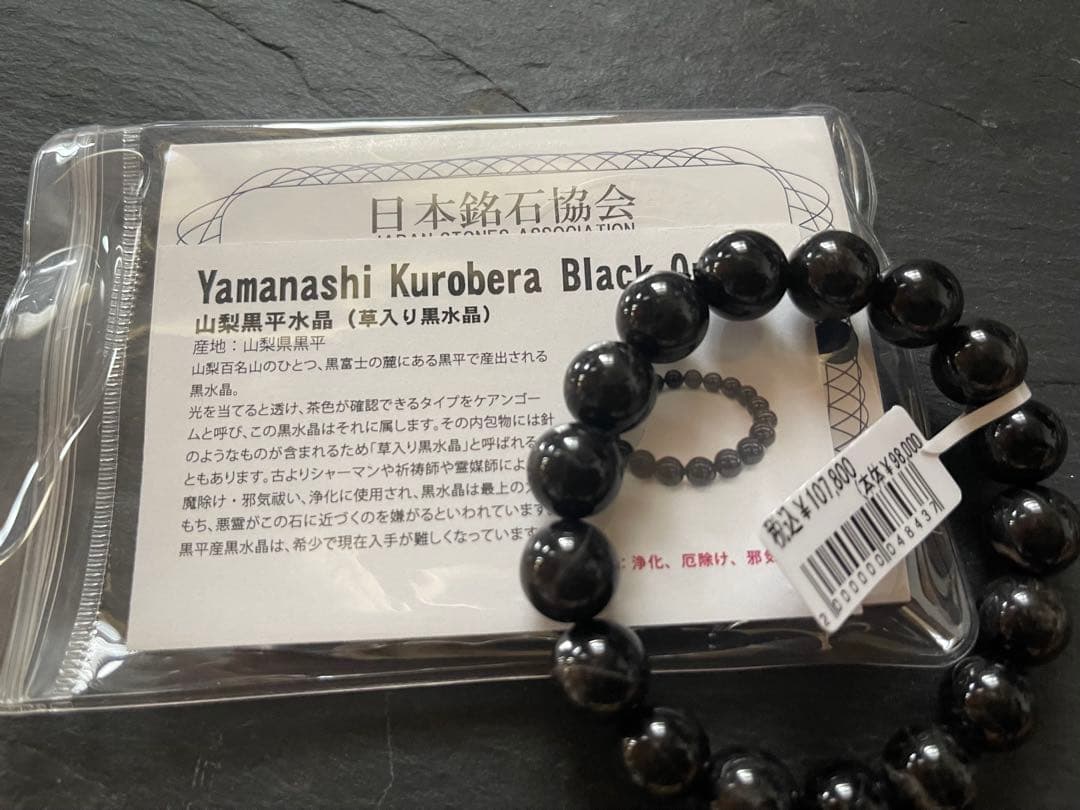 日本銘石協会
JAPAN STONES ASSOCIATION
Yamanashi Kurobera Black
山梨黒平水晶（草入り黒水晶）
産地：山梨県黒平
山梨百名山のひとつ、黒富士の麓にある黒平で産出される
黒水晶。
光を当てると透け、茶色が確認できるタイプをケアンゴー
ムと呼び、この黒水晶はそれに属します。その内包物には針
のようなものが含まれるため「草入り黒水晶」と呼ばれる
ともあります。古よりシャーマンや祈祷師や霊媒師によ
魔除け・邪気祓い、浄化に使用され、黒水晶は最上の
もち、悪霊がこの石に近づくのを嫌がるといわれています
黒平産黒水晶は、希少で現在入手が難しくなっています
：浄化、厄除け、邪
税込¥107,800
(本体¥98,000)
2 000000 048437